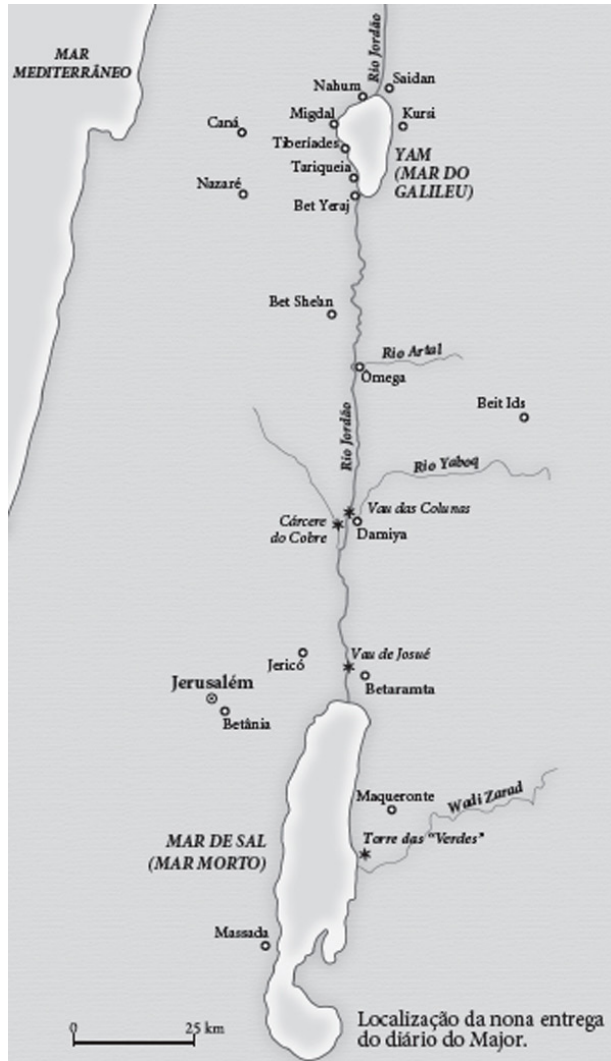 MAR
MEDITERRÂNEO
Rio Jordão
Saidan
Nahum
Migdal
Kursi
Caná
Tiberíades
YAM
(MAR DO
GALILEU)
Tariqueia
Nazaré
Bet Yeraj
Bet Shean
Rio Artal
Ômega
Beit Ids
Rio Jordão
Rio Yaboq
Vau das Colunas
Cárcere
do Cobre
Damiya
Vau de Josué
Jericó
Betaramta
Jerusalém
Betânia
Maqueronte
Wadi Zarad
Torre das “Verdes”
MAR DE SAL
(MAR MORTO)
Massada
0 25 km
Localização da nona entrega
do diário do Major.